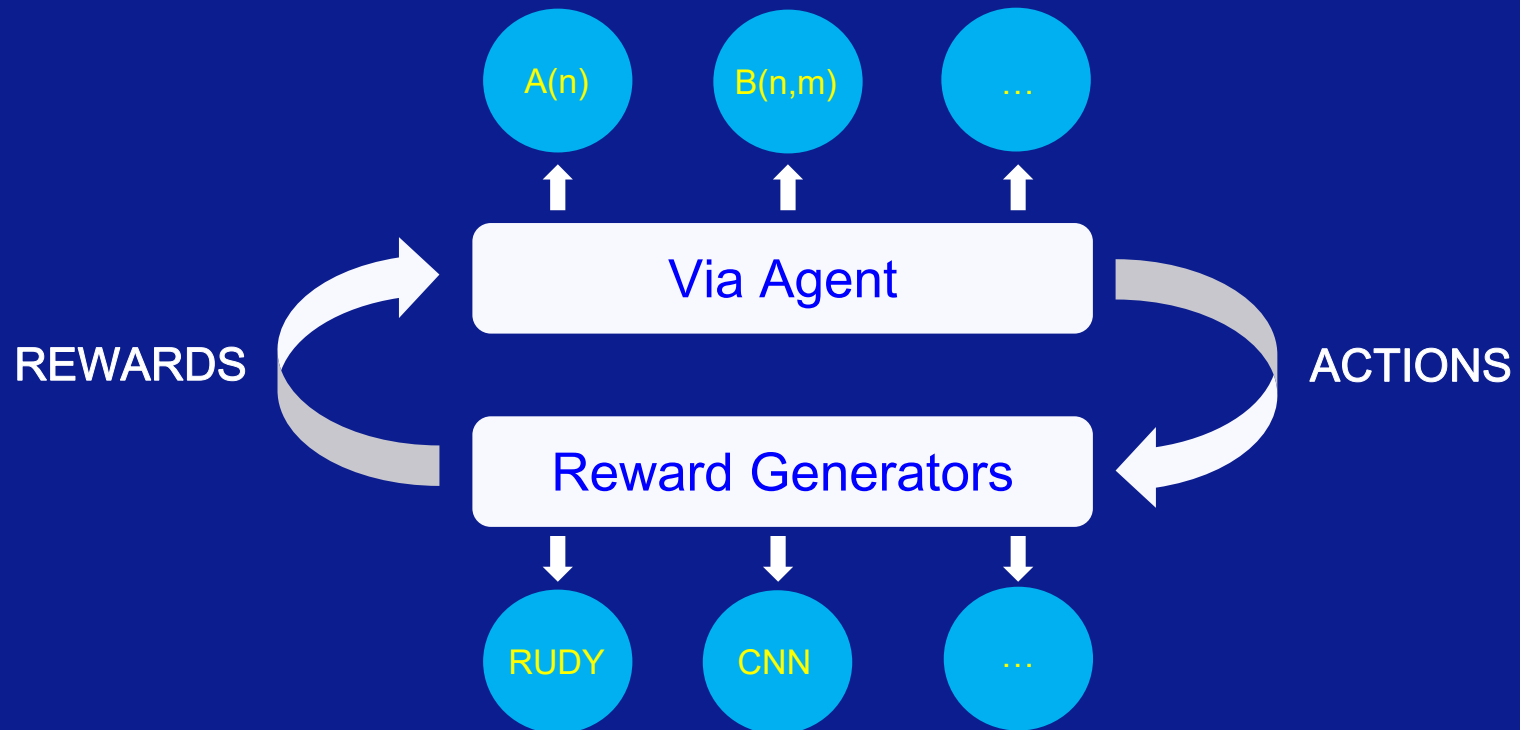 A(n)
B(n,m)
...
Via Agent
REWARDS
ACTIONS
Reward Generators
RUDY
CNN
...